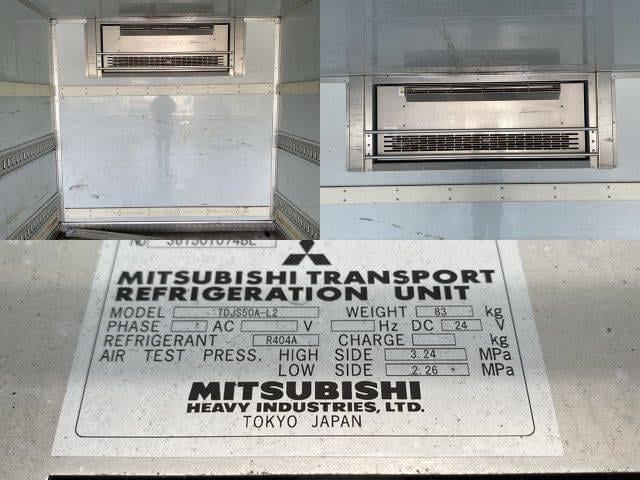 No 361501074BL
MITSUBISHI TRANSPORT
REFRIGERATION UNIT
MODEL TDJS50A-L2 WEIGHT 83 kg
PHASE AC V Hz DC 24 V
REFRIGERANT R404A CHARGE kg
AIR TEST PRESS. HIGH SIDE 3.24 MPa
LOW SIDE 2.26 MPa
MITSUBISHI
HEAVY INDUSTRIES, LTD.
TOKYO JAPAN